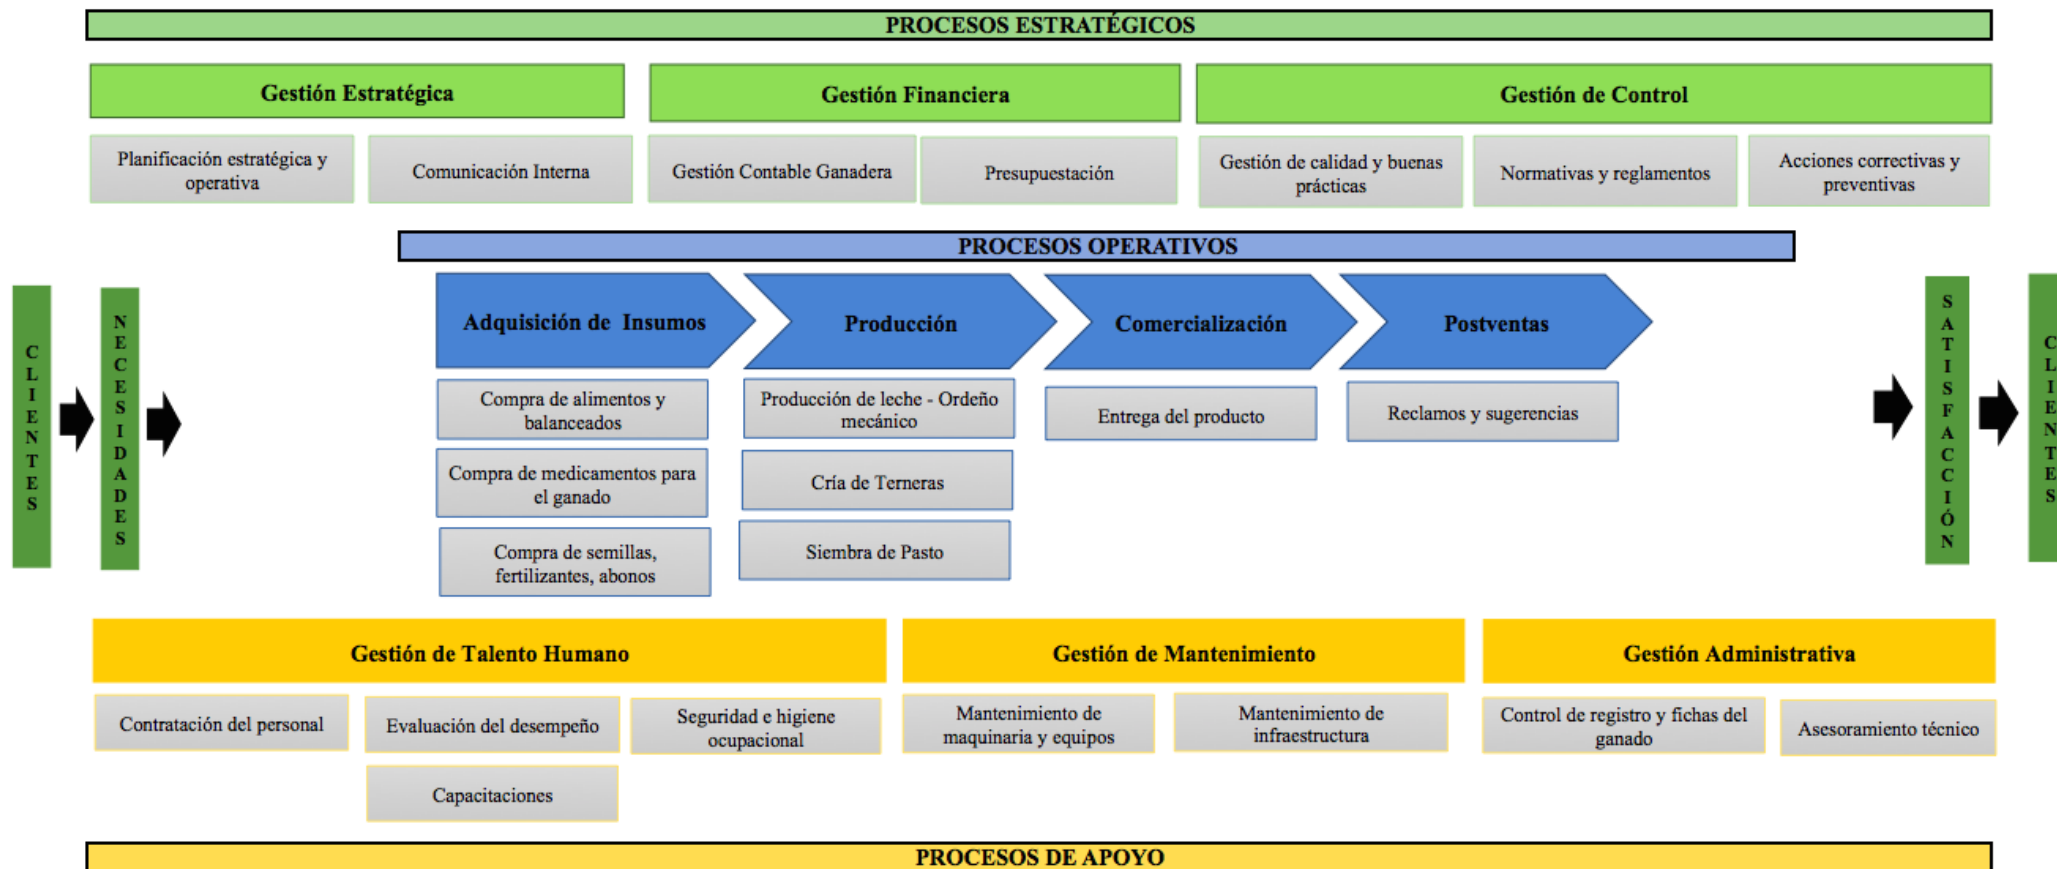 PROCESOS ESTRATÉGICOS
Gestión Estratégica
Gestión Financiera
Gestión de Control
Planificación estratégica y
operativa
Comunicación Interna
Gestión Contable Ganadera
Presupuestación
Gestión de calidad y buenas
prácticas
Normativas y reglamentos
Acciones correctivas y
preventivas
PROCESOS OPERATIVOS
CLIENTES
NECESIDADES
Adquisición de Insumos
Producción
Comercialización
Postventas
Compra de alimentos y
balanceados
Compra de medicamentos para
el ganado
Compra de semillas,
fertilizantes, abonos
Producción de leche - Ordeño
mecánico
Cría de Terneras
Siembra de Pasto
Entrega del producto
Reclamos y sugerencias
SATISFACCIÓN
CLIENTES
Gestión de Talento Humano
Gestión de Mantenimiento
Gestión Administrativa
Contratación del personal
Evaluación del desempeño
Seguridad e higiene
ocupacional
Capacitaciones
Mantenimiento de
maquinaria y equipos
Mantenimiento de
infraestructura
Control de registro y fichas del
ganado
Asesoramiento técnico
PROCESOS DE APOYO